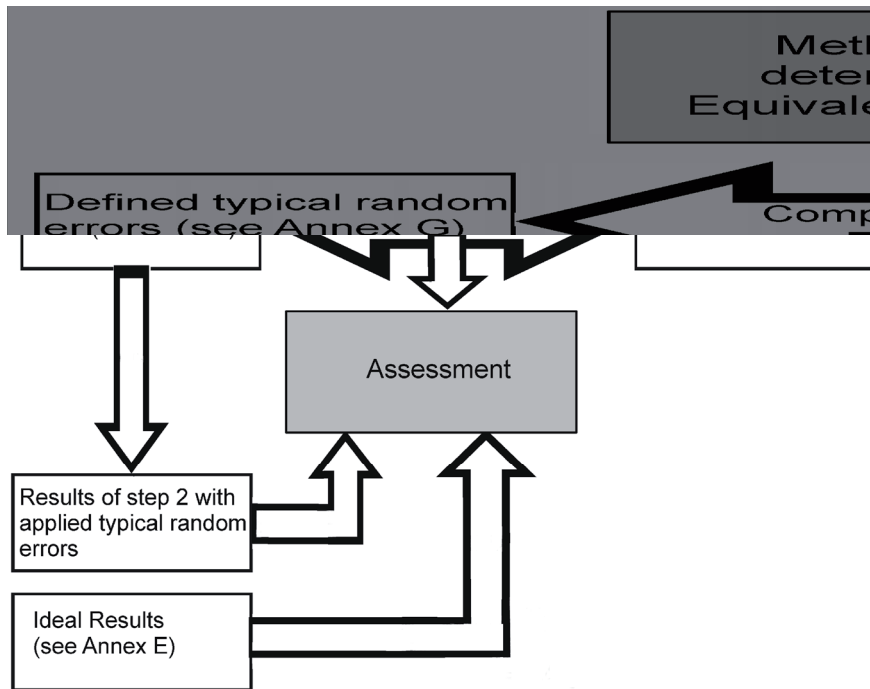 Defined typical random
errors (see Annex G)
Assessment
Results of step 2 with
applied typical random
errors
Ideal Results
(see Annex E)